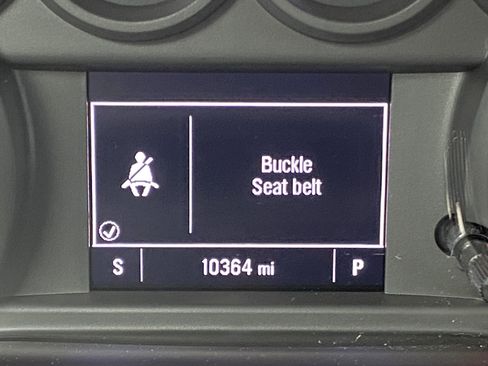 Buckle
Seat belt
S 10364 mi P